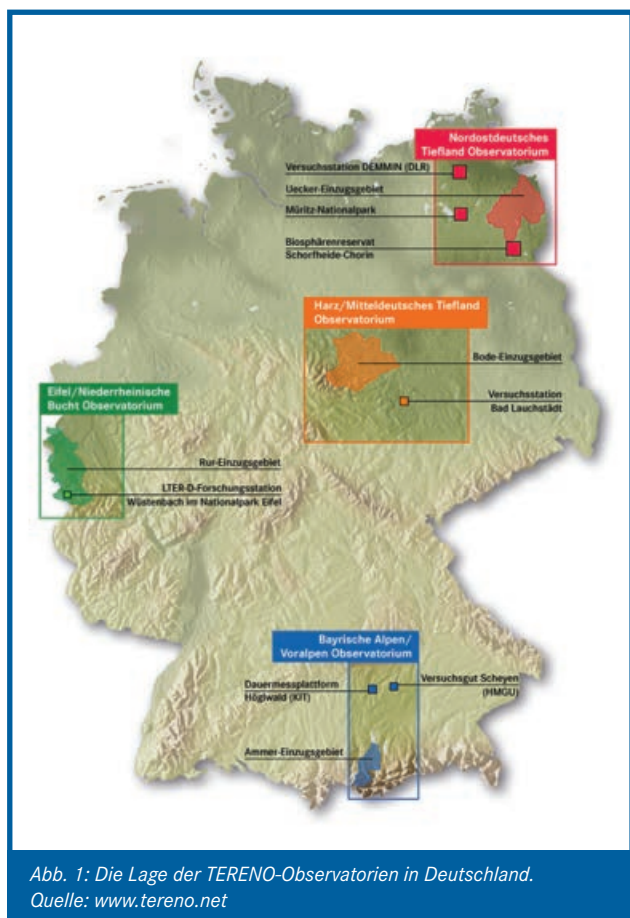 Nordostdeutsches
Tiefland Observatorium
Versuchsstation DEMMIN (DLR)
Uecker-Einzugsgebiet
Müritz-Nationalpark
Biosphärenreservat
Schorfheide-Chorin
Harz/Mitteldeutsches Tiefland
Observatorium
Bode-Einzugsgebiet
Versuchsstation
Bad Lauchstädt
Eifel/Niederrheinische
Bucht Observatorium
Rur-Einzugsgebiet
LTER-D-Forschungsstation
Wüstenbach im Nationalpark Eifel
Bayrische Alpen/
Voralpen Observatorium
Dauermessplattform
Höglwald (KIT)
Versuchsgut Scheyen
(HMGU)
Ammer-Einzugsgebiet
Abb. 1: Die Lage der TERENO-Observatorien in Deutschland.
Quelle: www.tereno.net